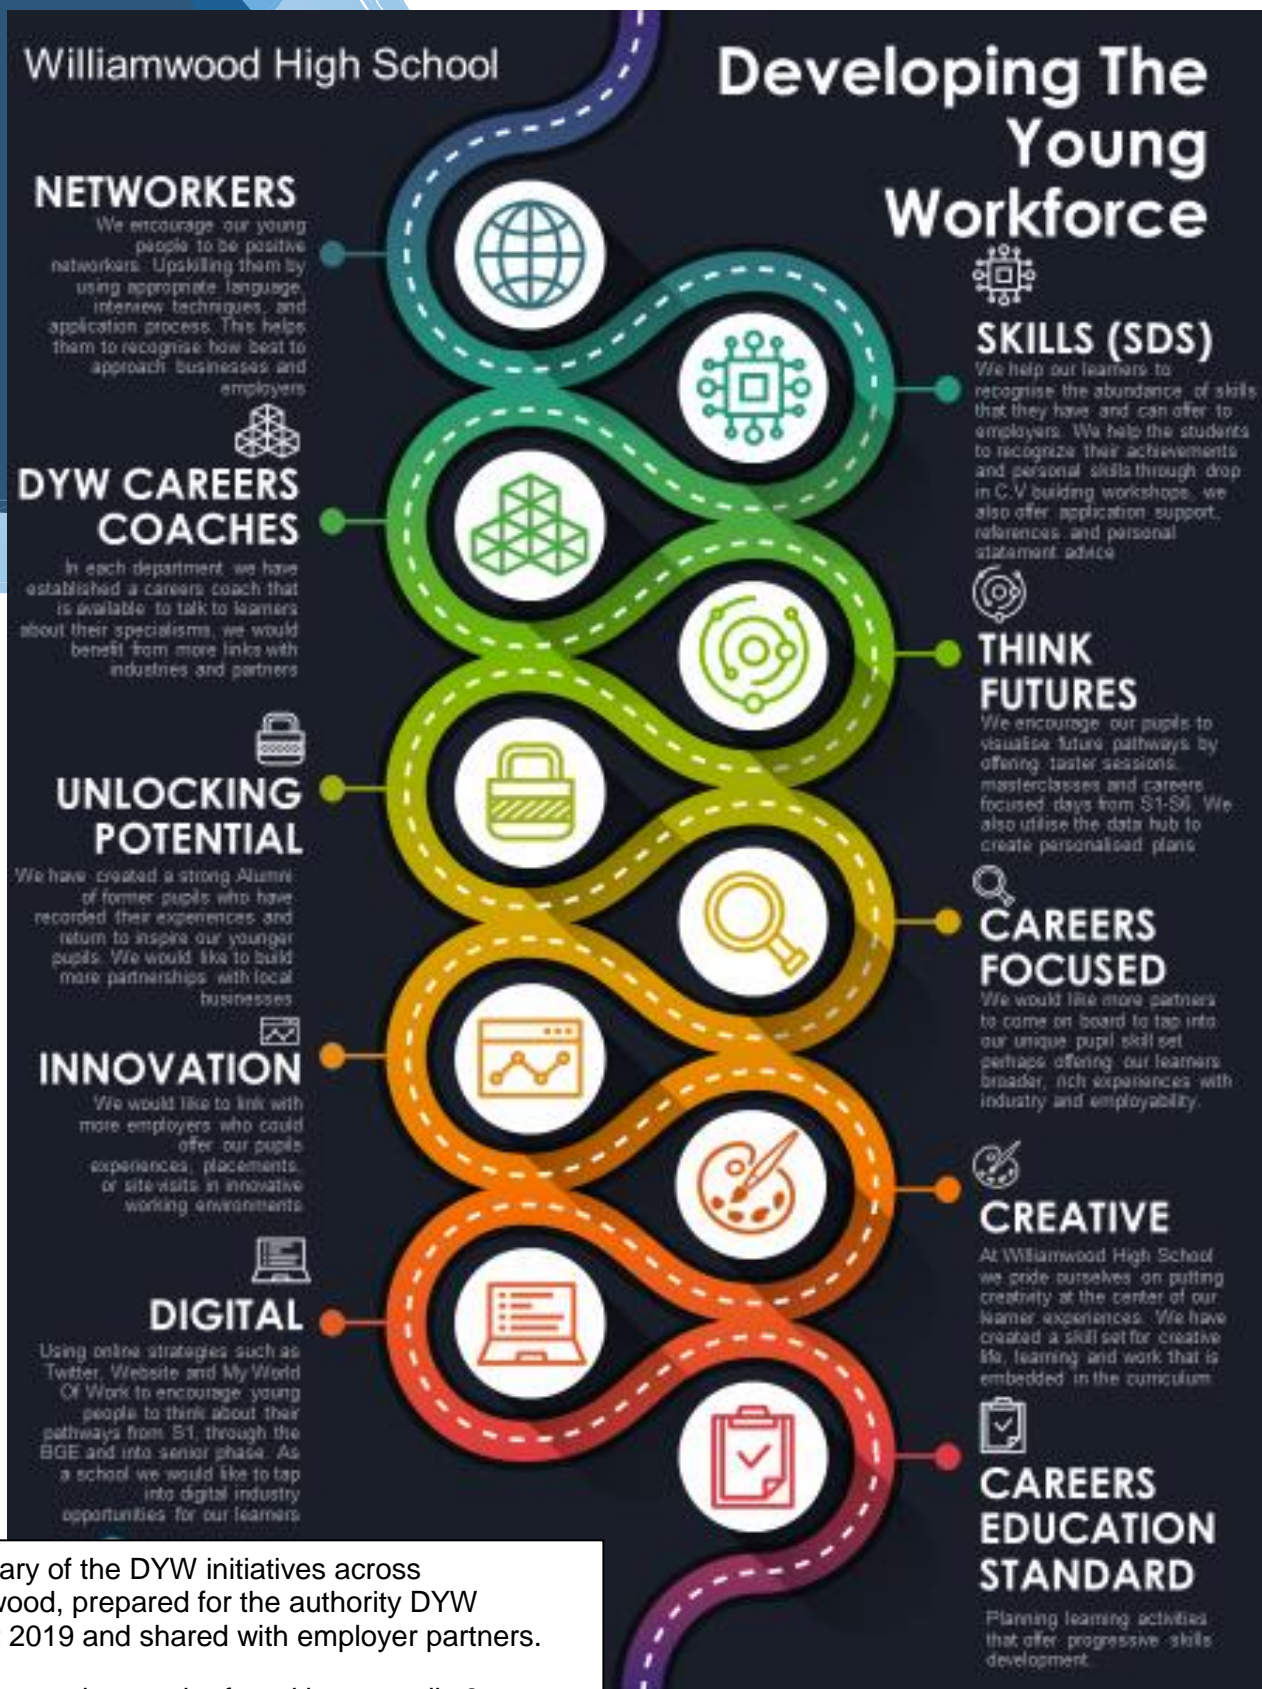 Williamwood High School
Developing The
Young
Workforce
NETWORKERS
We encourage our young
people to be positive
networkers. Upskilling them by
using appropriate language,
interview techniques, and
application process. This helps
them to recognise how best to
approach businesses and
employers
SKILLS (SDS)
We help our learners to
recognise the abundance of skills
that they have and can offer to
employers. We help the students
to recognize their achievements
and personal skills through drop
in C.V building workshops, we
also offer application support,
references and personal
statement advice
DYW CAREERS
COACHES
In each department we have
established a careers coach that
is available to talk to learners
about their specialisms, we would
benefit from more links with
industries and partners
THINK
FUTURES
We encourage our pupils to
visualise future pathways by
offering taster sessions,
masterclasses and careers
focused days from S1-S6. We
also utilise the data hub to
create personalised plans
UNLOCKING
POTENTIAL
We have created a strong Alumni
of former pupils who have
recorded their experiences and
return to inspire our younger
pupils. We would like to build
more partnerships with local
businesses
CAREERS
FOCUSED
We would like more partners
to come on board to tap into
our unique pupil skill set
perhaps offering our learners
broader, rich experiences with
industry and employability.
INNOVATION
We would like to link with
more employers who could
offer our pupils
experiences, placements,
or site visits in innovative
working environments
CREATIVE
At Williamwood High School
we pride ourselves on putting
creativity at the center of our
learner experiences. We have
created a skill set for creative
life, learning and work that is
embedded in the curriculum
DIGITAL
Using online strategies such as
Twitter, Website and My World
Of Work to encourage young
people to think about their
pathways from S1, through the
BGE and into senior phase. As
a school we would like to tap
into digital industry
opportunities for our learners
CAREERS
EDUCATION
STANDARD
Planning learning activities
that offer progressive skills
development.
ary of the DYW initiatives across
wood, prepared for the authority DYW
2019 and shared with employer partners.